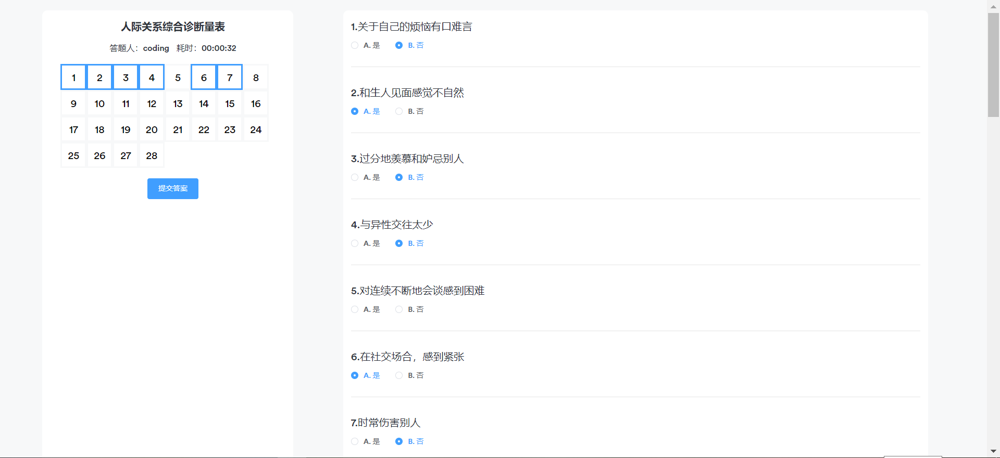 人际关系综合诊断量表
答题人：coding 耗时：00:00:32
1 2 3 4 5 6 7 8
9 10 11 12 13 14 15 16
17 18 19 20 21 22 23 24
25 26 27 28
提交答案
1.关于自己的烦恼有口难言
A. 是 B. 否
2.和生人见面感觉不自然
A. 是 B. 否
3.过分地羡慕和妒忌别人
A. 是 B. 否
4.与异性交往太少
A. 是 B. 否
5.对连续不断地会谈感到困难
A. 是 B. 否
6.在社交场合，感到紧张
A. 是 B. 否
7.时常伤害别人
A. 是 B. 否